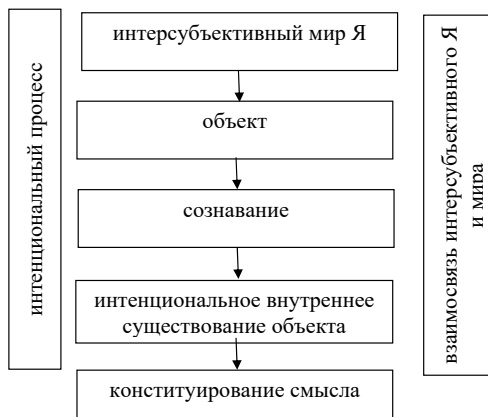 интенциональный процесс
интерсубъективный мир Я
объект
сознавание
интенциональное внутреннее
существование объекта
конституирование смысла
взаимосвязь интерсубъективного Я
и мира